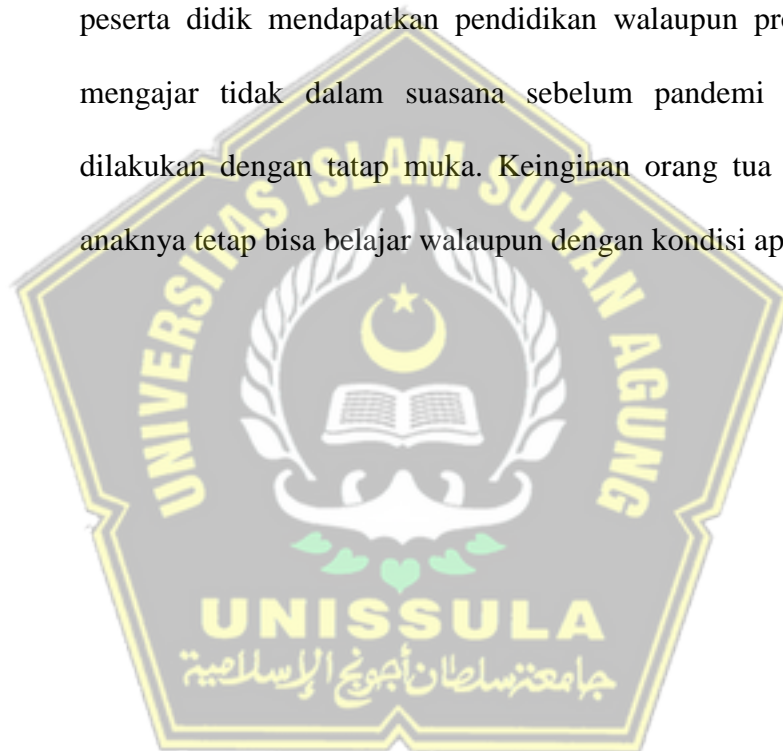 peserta didik mendapatkan pendidikan walaupun pr
mengajar tidak dalam suasana sebelum pandemi
dilakukan dengan tatap muka. Keinginan orang tua
anaknya tetap bisa belajar walaupun dengan kondisi ap
UNIVERSITAS ISLAM SULTAN AGUNG
UNISSULA
جامعة سلطان أجونج الإسلامية